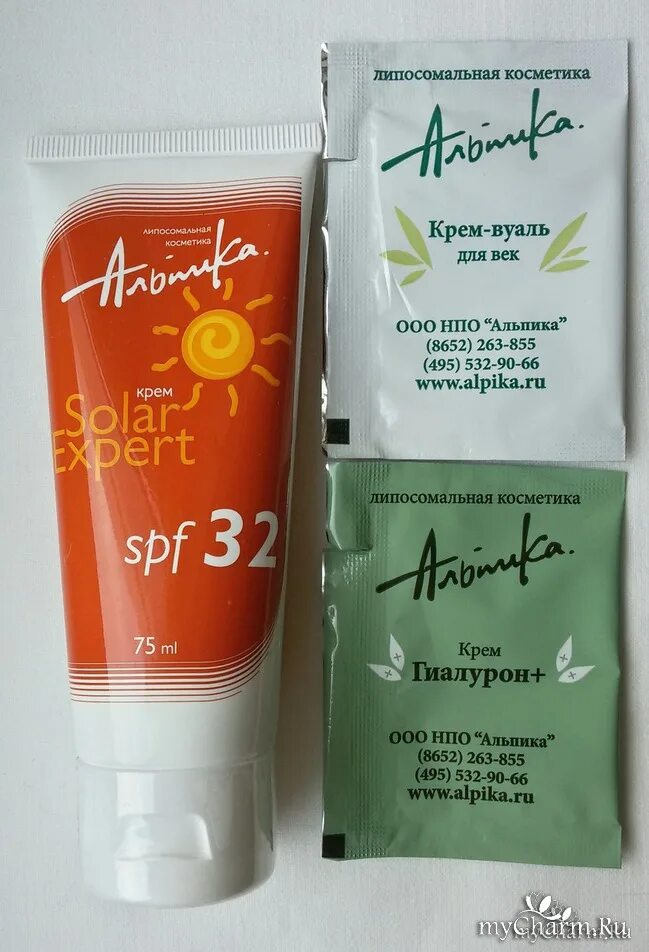 липосомальная
косметика
Альпика.
крем
Solar
Expert
spf 32
75 ml
липосомальная косметика
Альпика.
Крем-вуаль
для век
ООО НПО "Альпика"
(8652) 263-855
(495) 532-90-66
www.alpika.ru
липосомальная косметика
Альпика.
Крем
Гиалурон+
ООО НПО "Альпика"
(8652) 263-855
(495) 532-90-66
www.alpika.ru
myCharm.Ru
myCharm.Ru